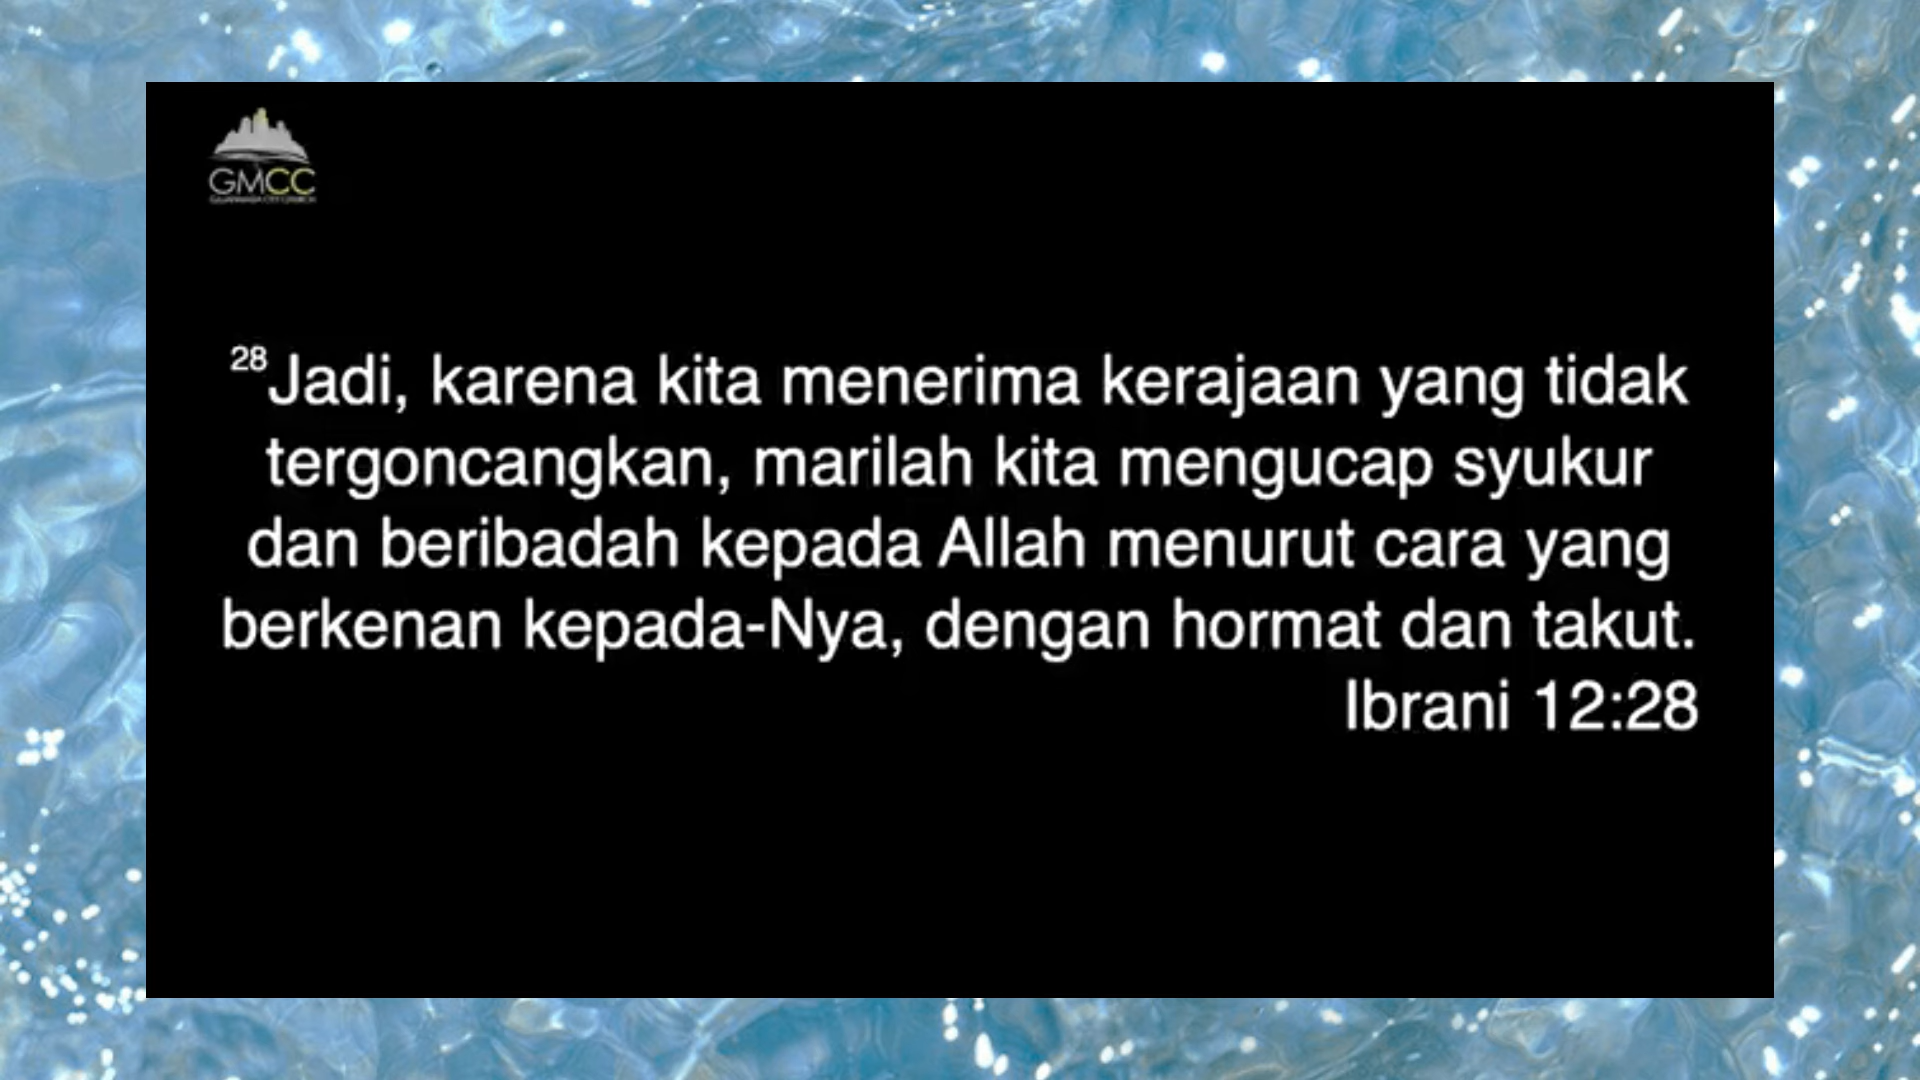 GMCC
28Jadi, karena kita menerima kerajaan yang tidak
tergoncangkan, marilah kita mengucap syukur
dan beribadah kepada Allah menurut cara yang
berkenan kepada-Nya, dengan hormat dan takut.
Ibrani 12:28